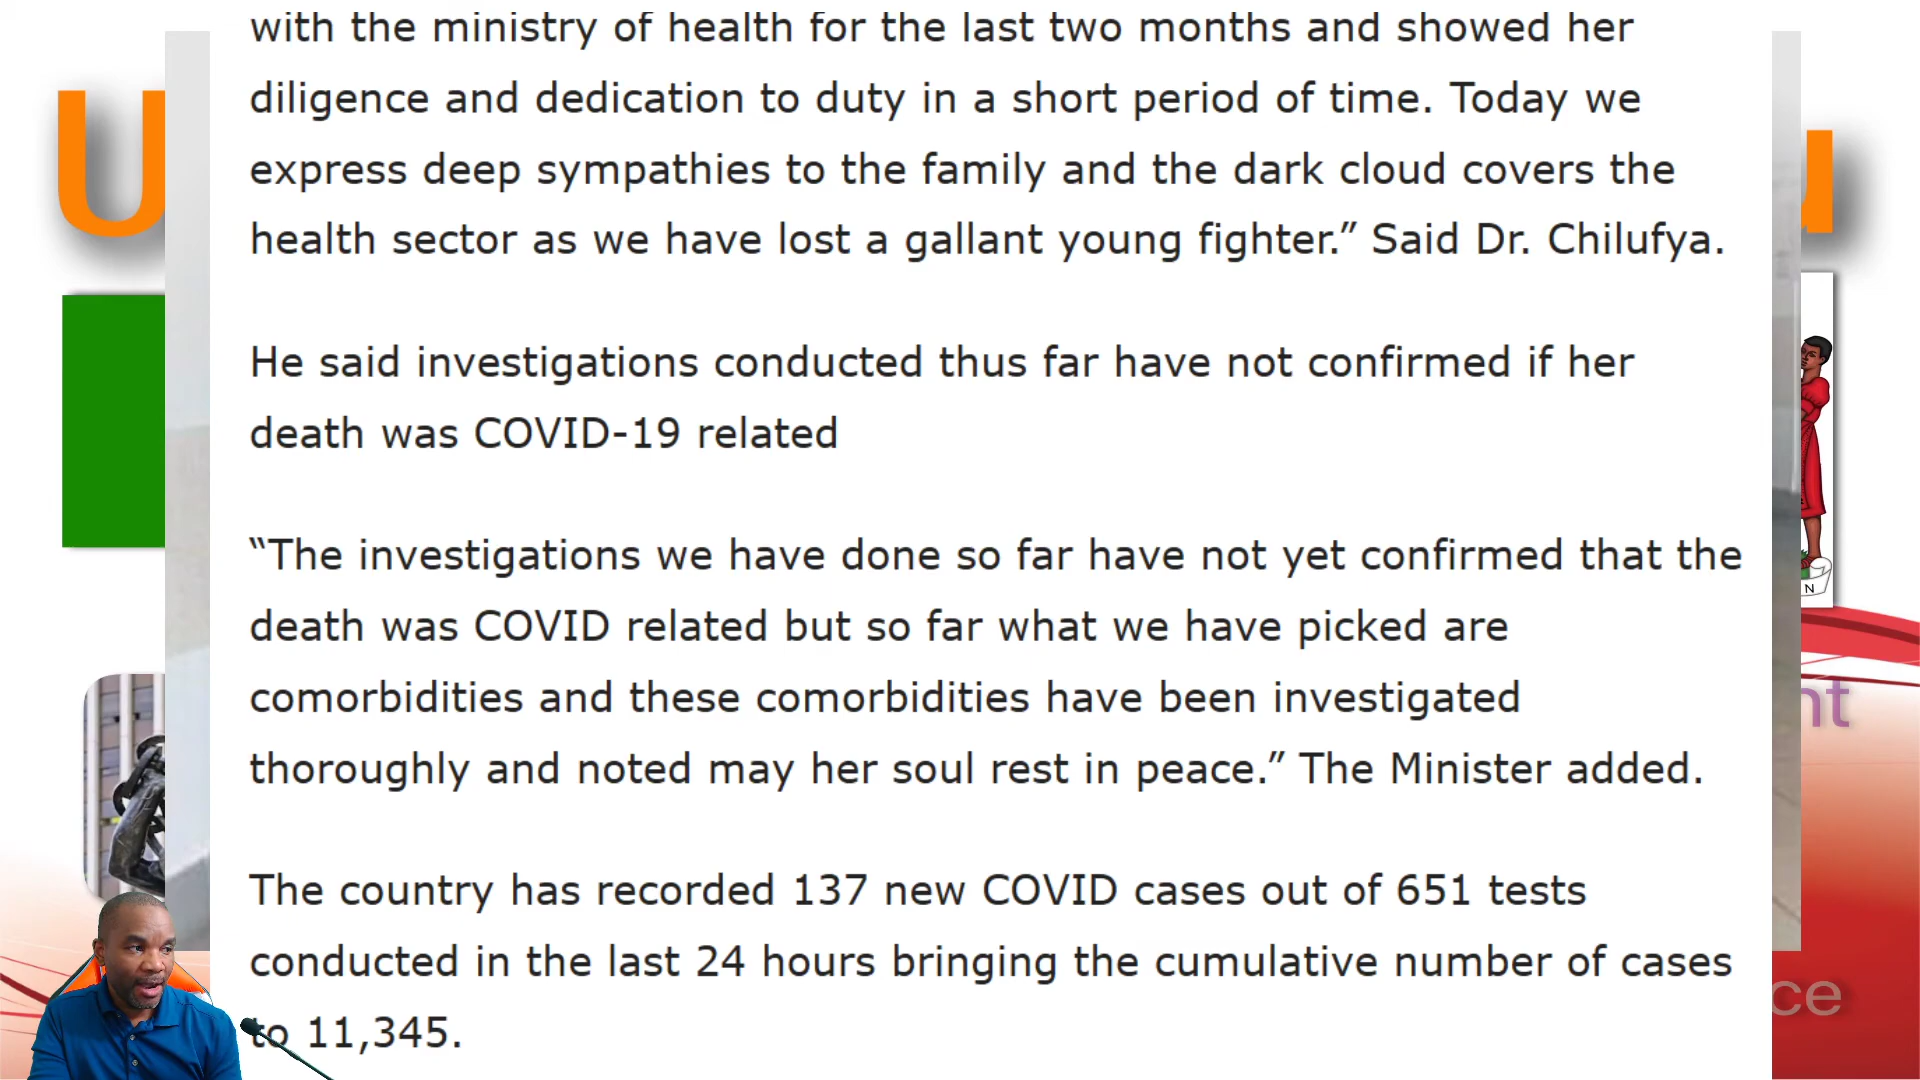 with the ministry of health for the last two months and showed her
diligence and dedication to duty in a short period of time. Today we
express deep sympathies to the family and the dark cloud covers the
health sector as we have lost a gallant young fighter.” Said Dr. Chilufya.
He said investigations conducted thus far have not confirmed if her
death was COVID-19 related
“The investigations we have done so far have not yet confirmed that the
death was COVID related but so far what we have picked are
comorbidities and these comorbidities have been investigated
thoroughly and noted may her soul rest in peace.” The Minister added.
The country has recorded 137 new COVID cases out of 651 tests
conducted in the last 24 hours bringing the cumulative number of cases
to 11,345.